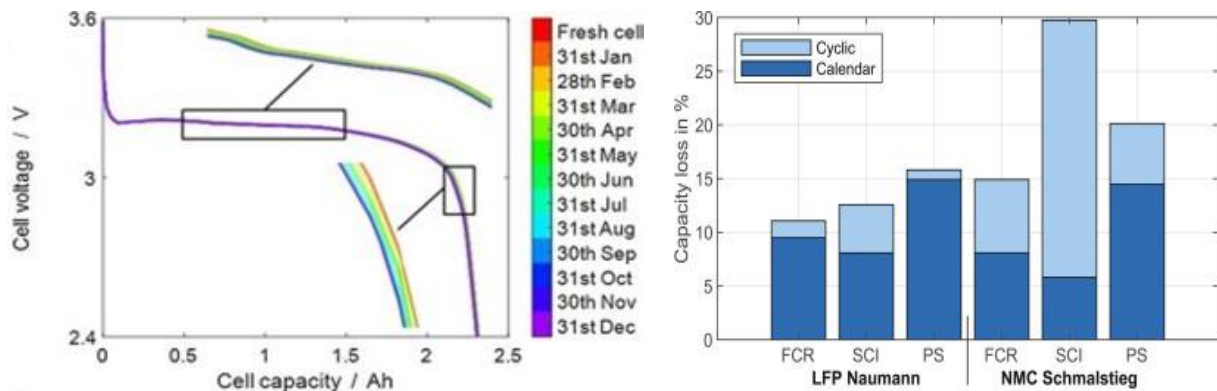 3.6
3
2.4
Cell voltage / V
0
0.5
1
1.5
2
2.5
Cell capacity / Ah
Fresh cell
31st Jan
28th Feb
31st Mar
30th Apr
31st May
30th Jun
31st Jul
31st Aug
30th Sep
31st Oct
30th Nov
31st Dec
30
25
20
15
10
5
0
Capacity loss in %
Cyclic
Calendar
FCR SCI PS FCR SCI PS
LFP Naumann NMC Schmalstieg